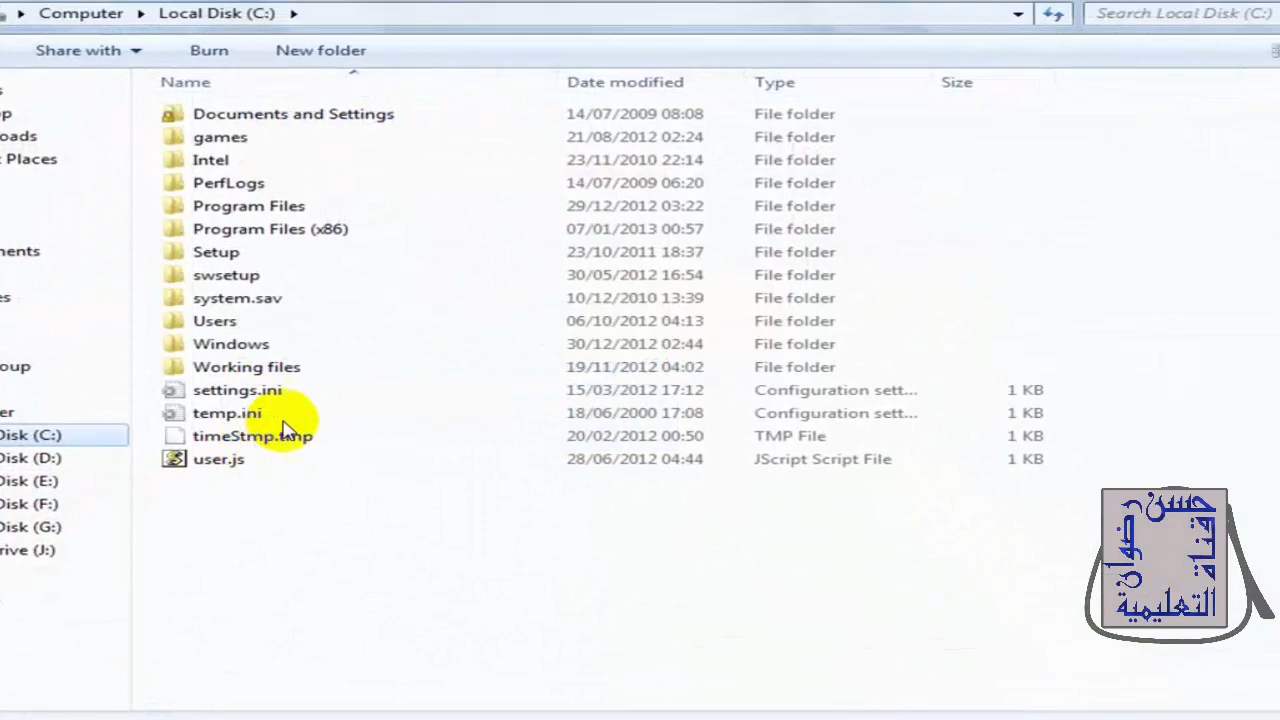 Computer Local Disk (C:) Search Local Disk (C:)
Share with Burn New folder
Name Date modified Type Size
Documents and Settings 14/07/2009 08:08 File folder
games 21/08/2012 02:24 File folder
oads
Places Intel 23/11/2010 22:14 File folder
PerfLogs 14/07/2009 06:20 File folder
Program Files 29/12/2012 03:22 File folder
Program Files (x86) 07/01/2013 00:57 File folder
ments Setup 23/10/2011 18:37 File folder
swsetup 30/05/2012 16:54 File folder
system.sav 10/12/2010 13:39 File folder
Users 06/10/2012 04:13 File folder
Windows 30/12/2012 02:44 File folder
oup Working files 19/11/2012 04:02 File folder
settings.ini 15/03/2012 17:12 Configuration sett... 1 KB
er temp.ini 18/06/2000 17:08 Configuration sett... 1 KB
Disk (C:) timeStmp.tmp 20/02/2012 00:50 TMP File 1 KB
Disk (D:) user.js 28/06/2012 04:44 JScript Script File 1 KB
Disk (E:)
Disk (F:)
Disk (G:)
rive (J:)
قناة
حسن
رضوان
التعليمية